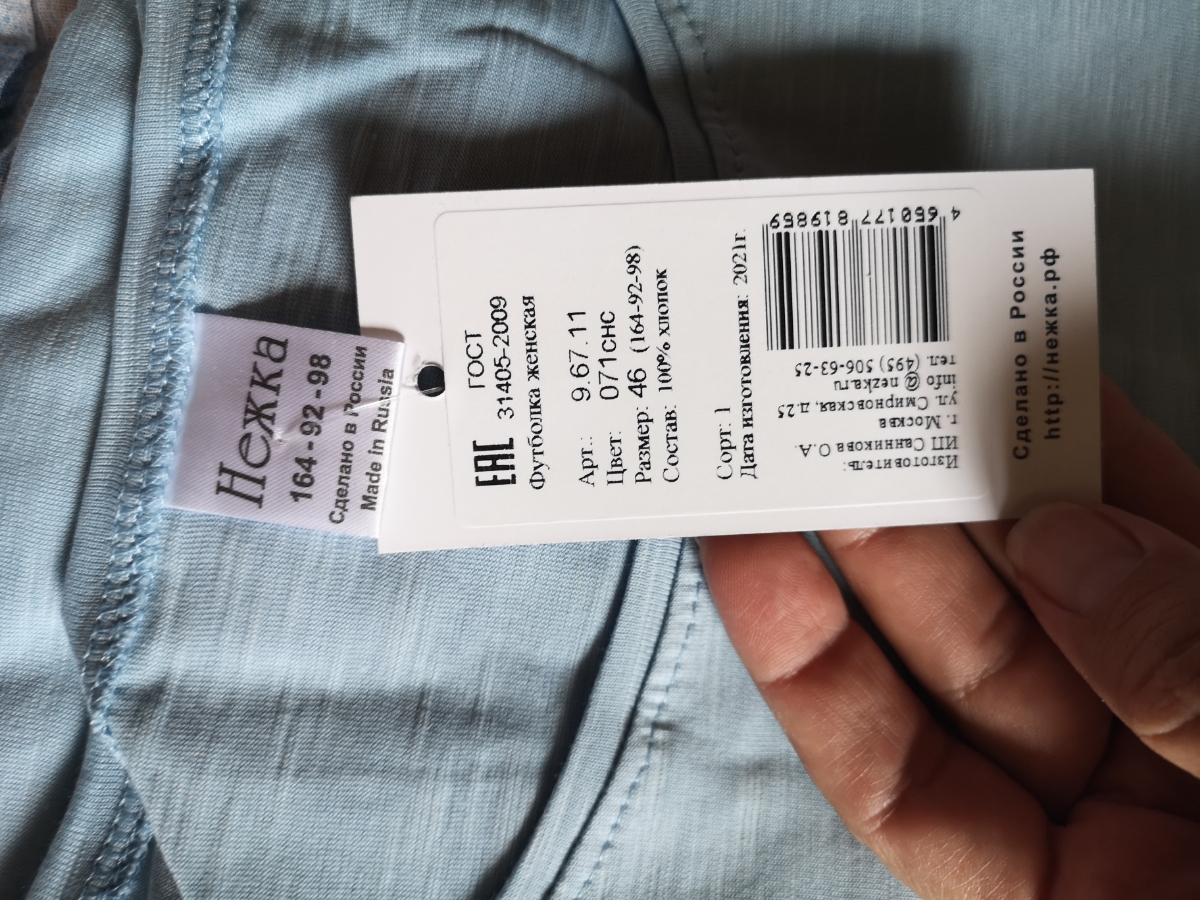 Нежка
164-92-98
Сделано в России
Made in Russia
ГОСТ
EAC 31405-2009
Футболка женская
Арт.: 9.67.11
Цвет: 071снс
Размер: 46 (164-92-98)
Состав: 100% хлопок
Сорт: 1
Дата изготовления: 2021г.
Изготовитель:
ИП Санникова О.А.
г. Москва
ул. Смирновская, д.25
info @ nezka.ru
тел. (495) 506-63-25
4 650177 819859
Сделано в России
http://нежка.рф